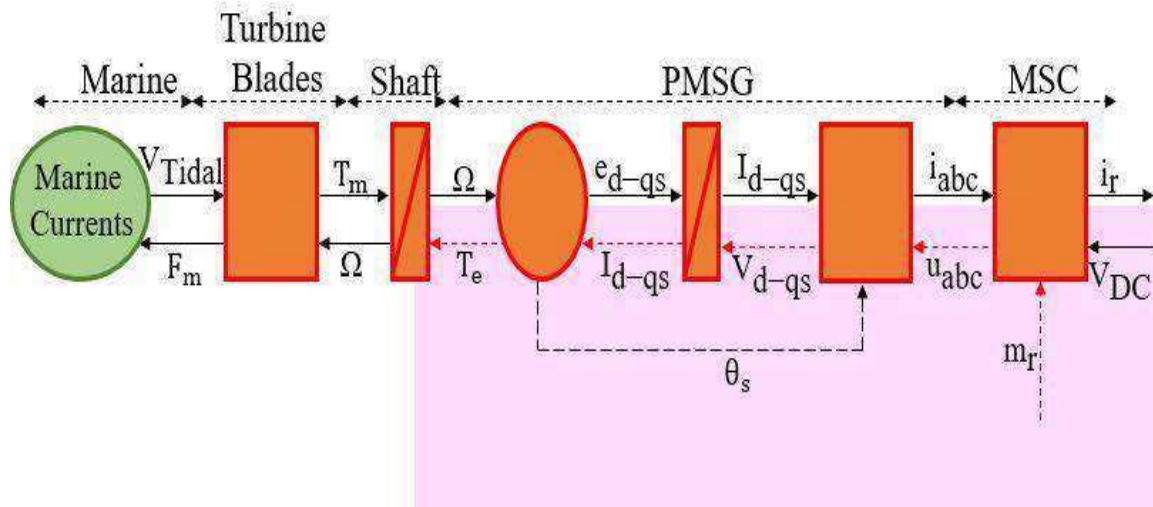 Turbine
Marine Blades Shaft PMSG MSC
Marine
Currents
V_Tidal T_m Ω e_d−qs I_d−qs i_abc i_r
F_m Ω T_e I_d−qs V_d−qs u_abc V_DC
θ_s
m_r